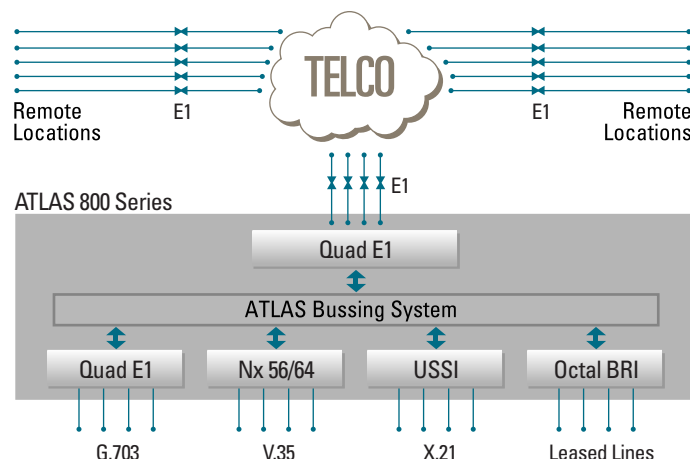 TELCO
Remote
Locations
E1
E1
Remote
Locations
E1
ATLAS 800 Series
Quad E1
ATLAS Bussing System
Quad E1
Nx 56/64
USSI
Octal BRI
G.703
V.35
X.21
Leased Lines